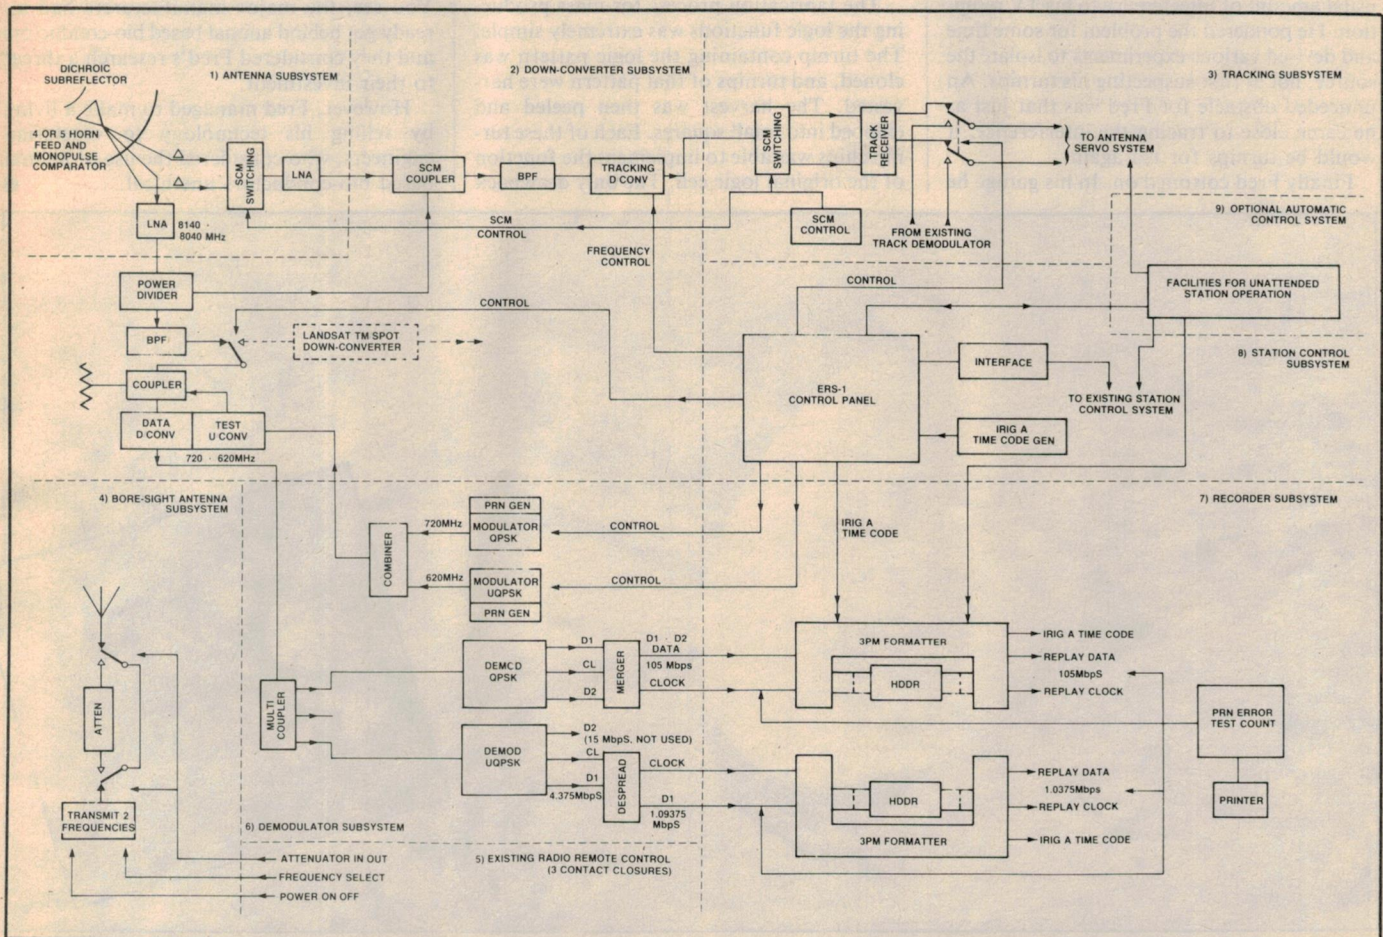 DICHROIC
SUBREFLECTOR
1) ANTENNA SUBSYSTEM
2) DOWN-CONVERTER SUBSYSTEM
3) TRACKING SUBSYSTEM
4 OR 5 HORN
FEED AND
MONOPULSE
COMPARATOR
SCM
SWITCHING
LNA
SCM
COUPLER
BPF
TRACKING
D CONV
SCM
SWITCHING
TRACK
RECEIVER
TO ANTENNA
SERVO SYSTEM
LNA
8140 -
8040 MHz
SCM
CONTROL
FREQUENCY
CONTROL
SCM
CONTROL
FROM EXISTING
TRACK DEMODULATOR
9) OPTIONAL AUTOMATIC
CONTROL SYSTEM
POWER
DIVIDER
CONTROL
CONTROL
FACILITIES FOR UNATTENDED
STATION OPERATION
BPF
LANDSAT TM SPOT
DOWN-CONVERTER
COUPLER
DATA
D CONV
TEST
U CONV
720 - 620MHz
ERS-1
CONTROL PANEL
INTERFACE
8) STATION CONTROL
SUBSYSTEM
TO EXISTING STATION
CONTROL SYSTEM
IRIG A
TIME CODE GEN
4) BORE-SIGHT ANTENNA
SUBSYSTEM
7) RECORDER SUBSYSTEM
PRN GEN
MODULATOR
QPSK
720MHz
CONTROL
IRIG A
TIME CODE
COMBINER
620MHz
MODULATOR
UQPSK
PRN GEN
CONTROL
MULTI
COUPLER
DEMCD
QPSK
D1
CL
D2
MERGER
D1 - D2
DATA
105 Mbps
CLOCK
3PM FORMATTER
HDDR
IRIG A TIME CODE
REPLAY DATA
105MbpS
REPLAY CLOCK
ATTEN
DEMOD
UQPSK
D2
(15 MbpS, NOT USED)
CL
D1
4.375MbpS
DESPREAD
CLOCK
D1
1.09375
MbpS
HDDR
3PM FORMATTER
REPLAY DATA
1.0375Mbps
REPLAY CLOCK
IRIG A TIME CODE
PRN ERROR
TEST COUNT
PRINTER
TRANSMIT 2
FREQUENCIES
6) DEMODULATOR SUBSYSTEM
5) EXISTING RADIO REMOTE CONTROL
(3 CONTACT CLOSURES)
ATTENUATOR IN OUT
FREQUENCY SELECT
POWER ON OFF